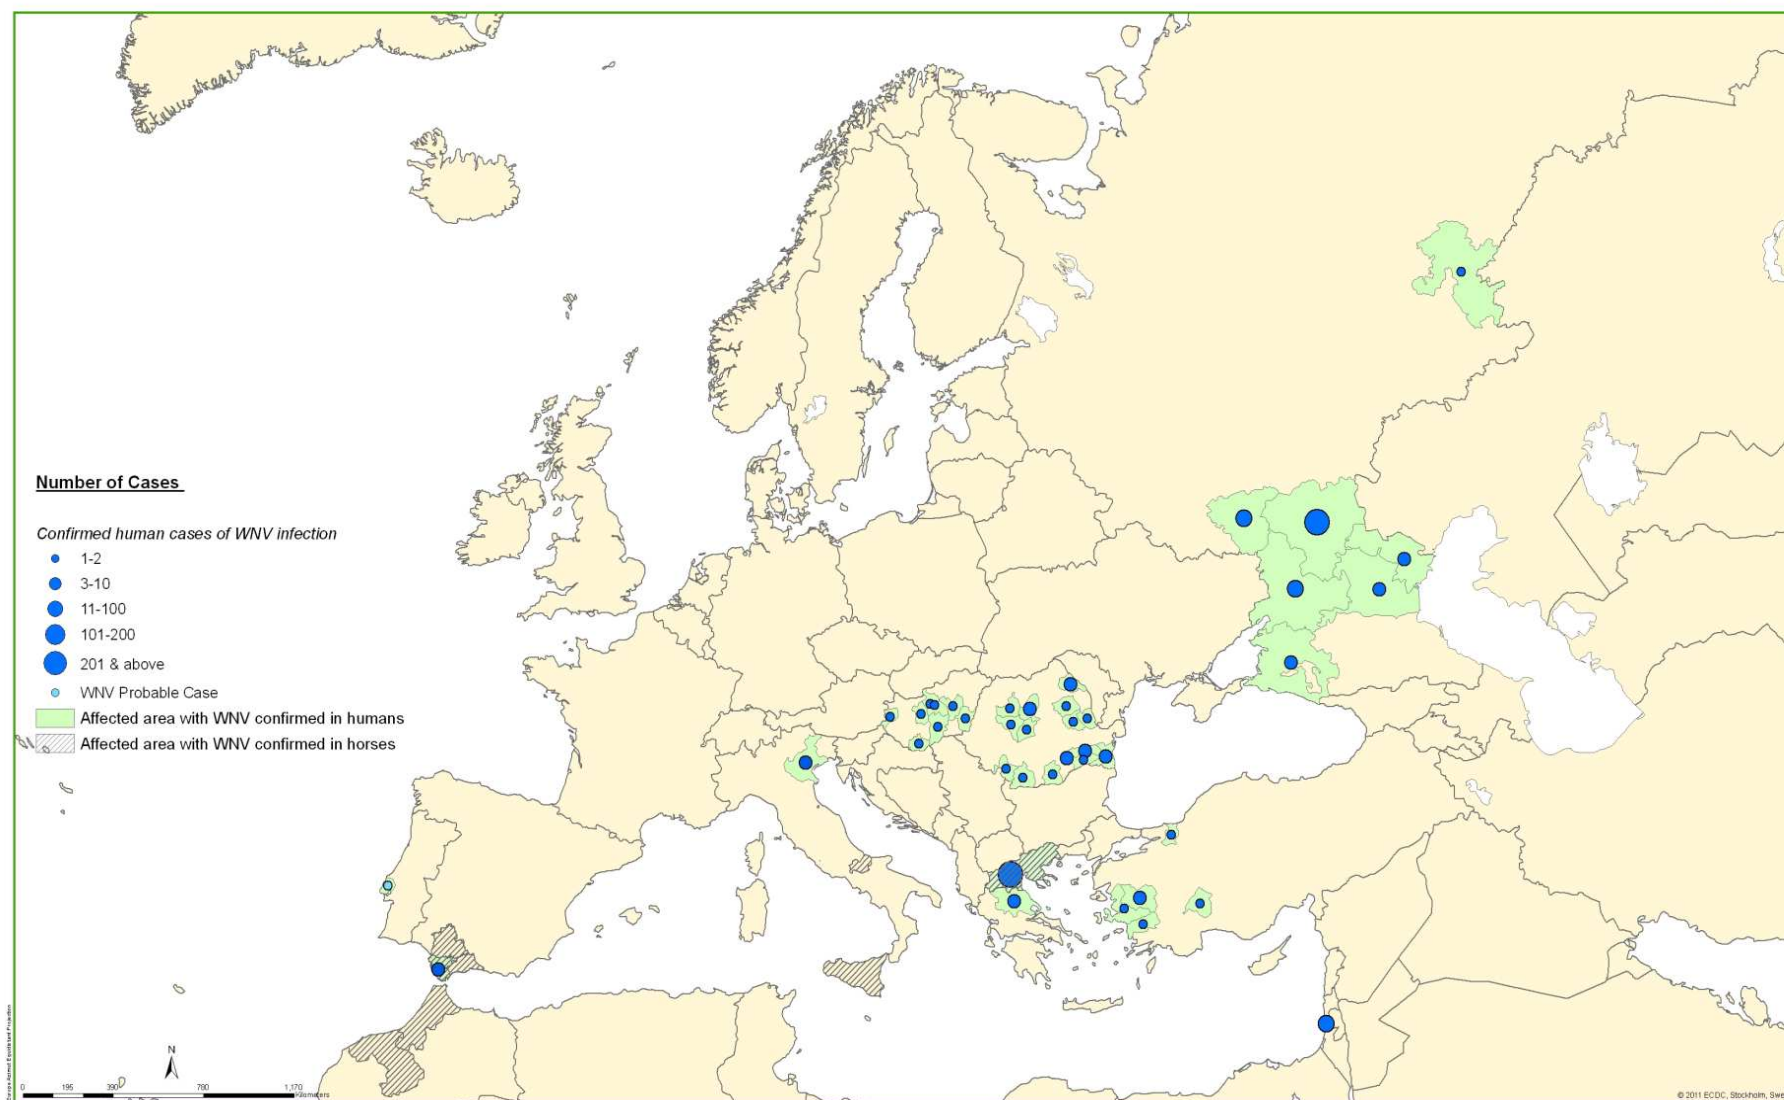 Number of Cases
Confirmed human cases of WNV infection
1-2
3-10
11-100
101-200
201 & above
WNV Probable Case
Affected area with WNV confirmed in humans
Affected area with WNV confirmed in horses
N
0 195 390 780 1,170
Kilometers
© 2011 ECDC, Stockholm, Swe